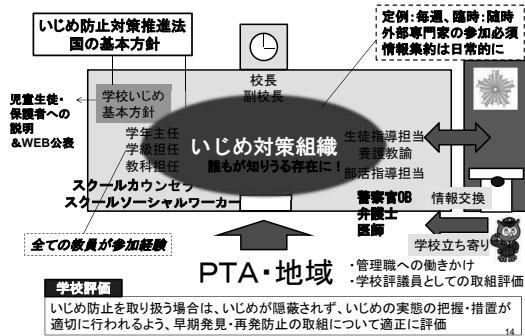 いじめ防止対策推進法
国の基本方針
定例：毎週、臨時：随時
外部専門家の参加必須
情報集約は日常的に
校長
副校長
児童生徒・
保護者への
説明
＆WEB公表
学校いじめ
基本方針
学年主任
学級担任
教科担任
いじめ対策組織
誰もが知りうる存在に！
生徒指導担当
養護教諭
部活指導担当
スクールカウンセラ
スクールソーシャルワーカー
警察官OB
弁護士
医師
情報交換
学校立ち寄り
全ての教員が参加経験
PTA・地域
・管理職への働きかけ
・学校評議員としての取組評価
学校評価
いじめ防止を取り扱う場合は、いじめが隠蔽されず、いじめの実態の把握・措置が
適切に行われるよう、早期発見・再発防止の取組について適正に評価
14